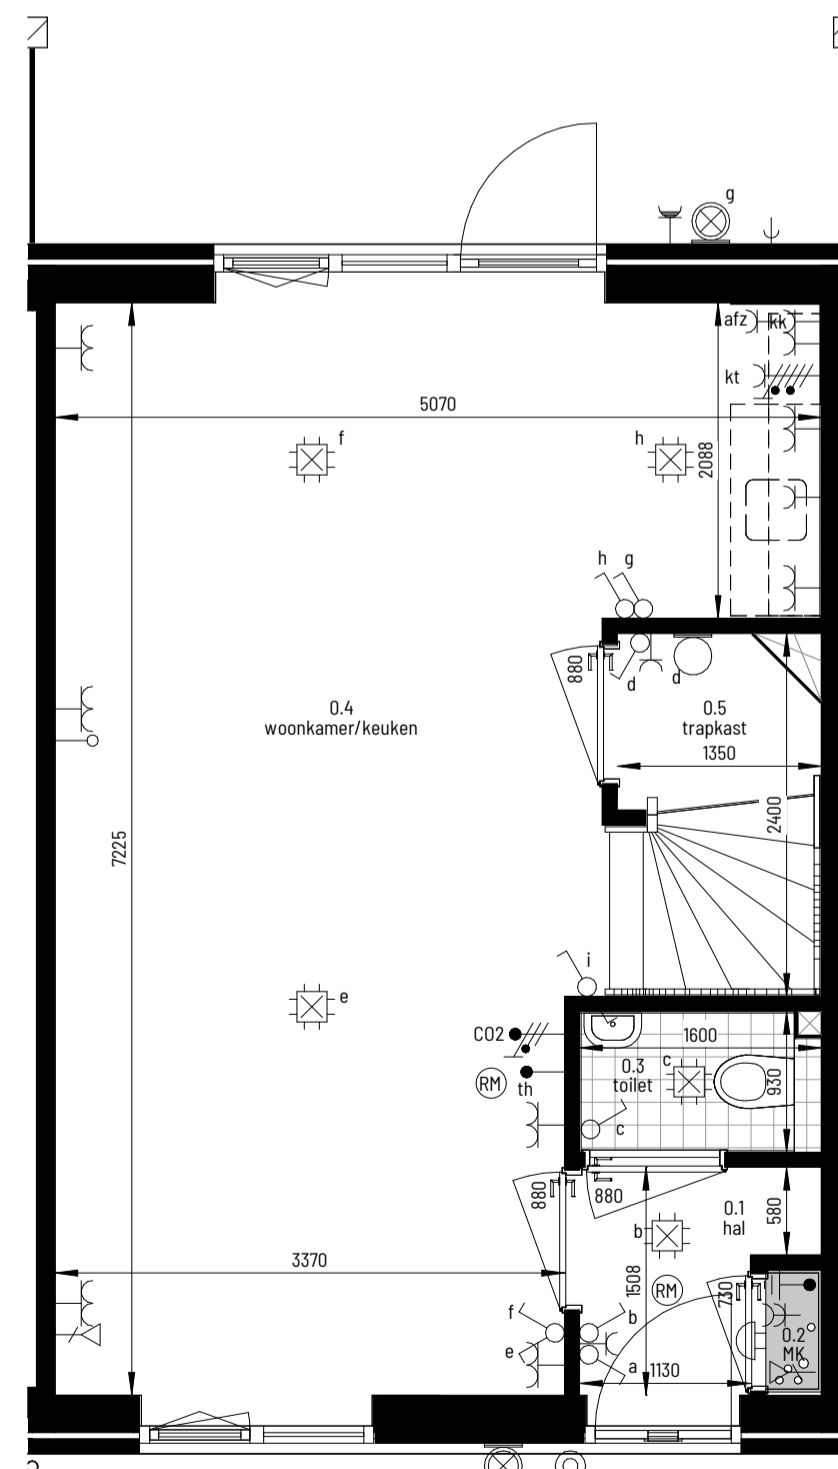 g
afz
kk
kt
5070
f
h
2088
h g
880
d
d
0.4
woonkamer/keuken
0.5
trapkast
1350
2400
7225
i
e
CO2
1600
0.3
toilet
c
930
RM
th
c
880
880
0.1
hal
580
b
3370
1508
RM
730
f
b
0.2
MK
e
a
1130